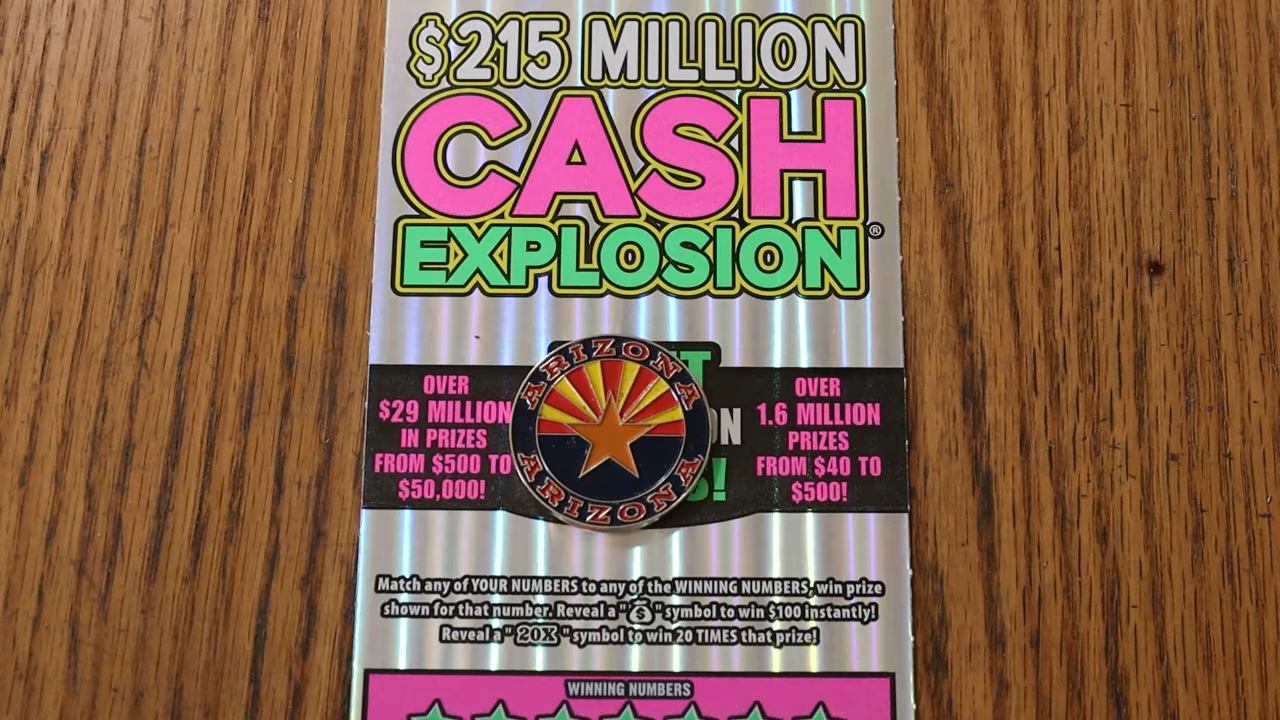 $215 MILLION
CASH
EXPLOSION®
OVER
$29 MILLION
IN PRIZES
FROM $500 TO
$50,000!
ARIZONA
ARIZONA
OVER
1.6 MILLION
PRIZES
FROM $40 TO
$500!
Match any of YOUR NUMBERS to any of the WINNING NUMBERS, win prize
shown for that number. Reveal a " $ " symbol to win $100 instantly!
Reveal a " 20X " symbol to win 20 TIMES that prize!
WINNING NUMBERS